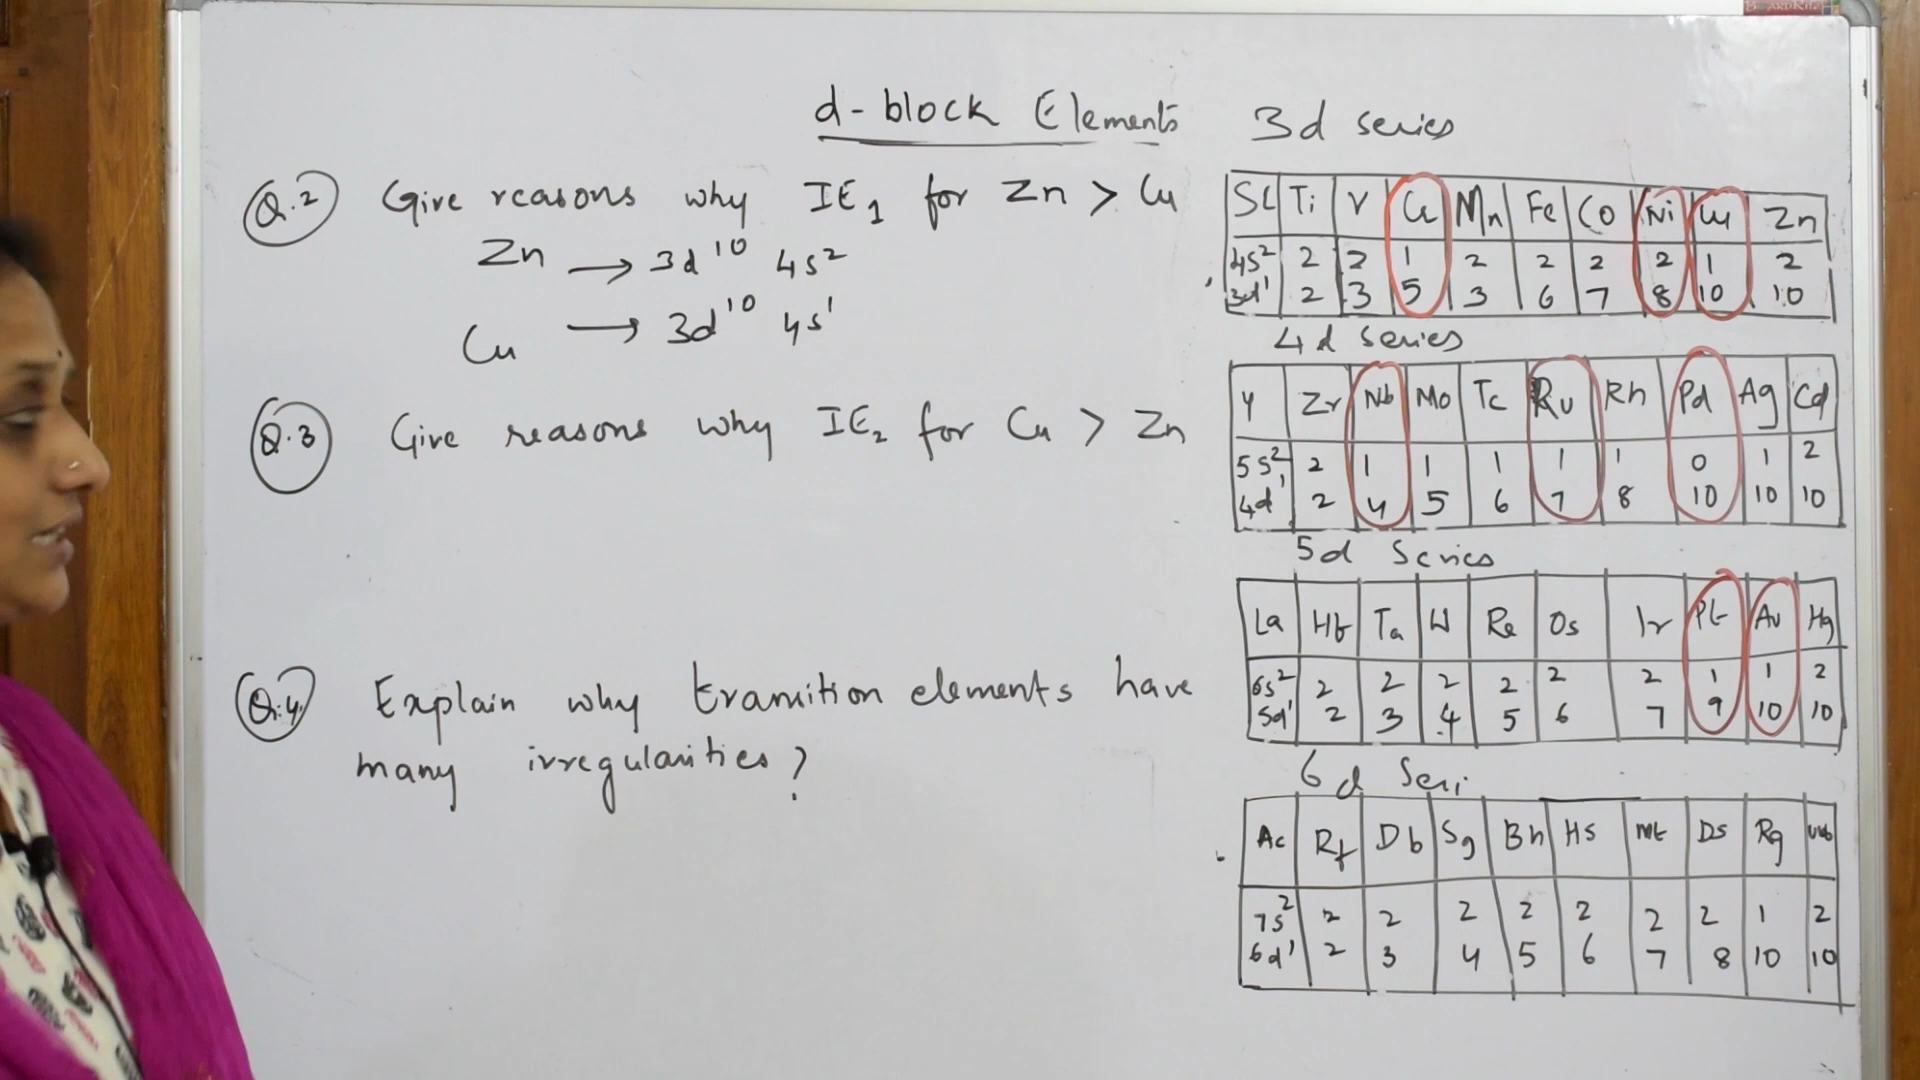 d-block Elements
Q.2 Give reasons why IE₁ for Zn > Cu
Zn → 3d¹⁰ 4s²
Cu → 3d¹⁰ 4s¹
Q.3 Give reasons why IE₂ for Cu > Zn
Q.4 Explain why transition elements have
many irregularities?
3d series
Sc Ti V Cr Mn Fe Co Ni Cu Zn
4s² 2 2 1 2 2 2 2 1 2
3d¹ 2 3 5 3 6 7 8 10 10
4d series
Y Zr Nb Mo Tc Ru Rh Pd Ag Cd
5s² 2 1 1 1 1 1 0 1 2
4d¹ 2 4 5 6 7 8 10 10 10
5d Series
La Hf Ta W Re Os Ir Pt Au Hg
6s² 2 2 2 2 2 2 1 1 2
5d¹ 2 3 4 5 6 7 9 10 10
6d Seri
Ac Rf Db Sg Bh Hs Mt Ds Rg Uub
7s² 2 2 2 2 2 2 2 1 2
6d¹ 2 3 4 5 6 7 8 10 10